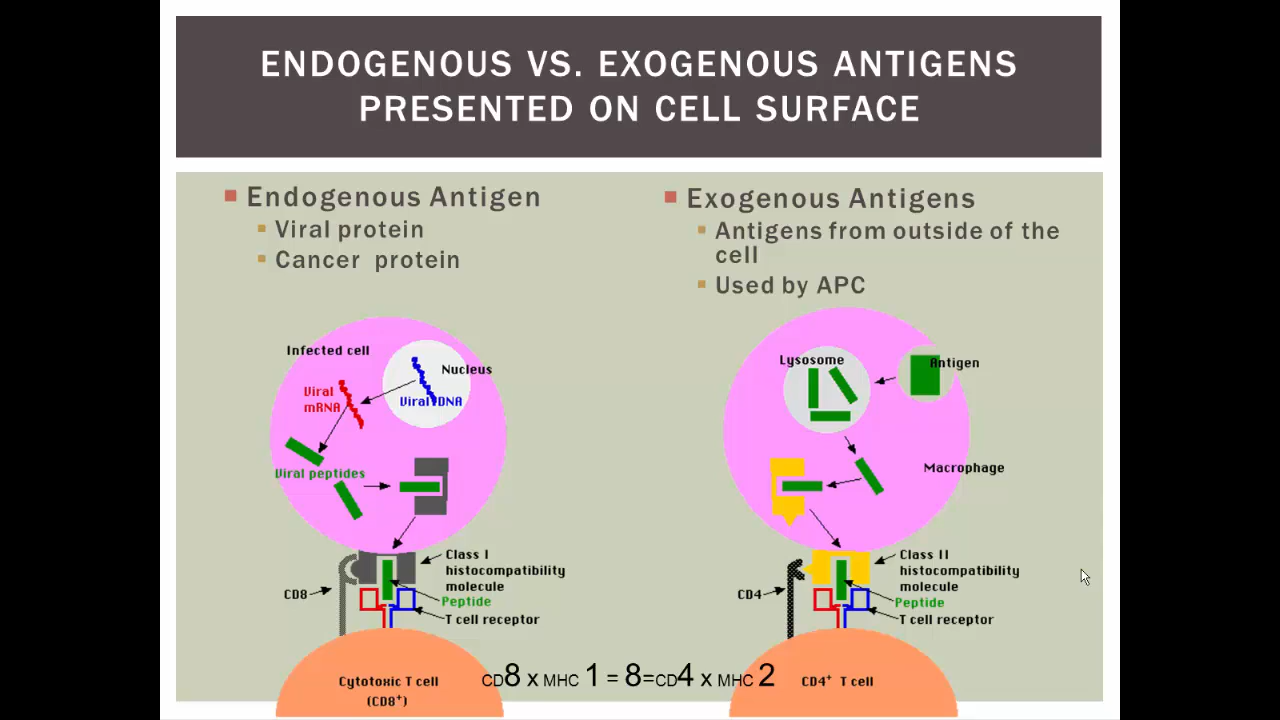 ENDOGENOUS VS. EXOGENOUS ANTIGENS
PRESENTED ON CELL SURFACE
Endogenous Antigen
Viral protein
Cancer protein
Exogenous Antigens
Antigens from outside of the
cell
Used by APC
Infected cell
Nucleus
Viral
mRNA
Viral DNA
Viral peptides
Class I
histocompatibility
molecule
CD8
Peptide
T cell receptor
Cytotoxic T cell
(CD8+)
Lysosome
Antigen
Macrophage
Class II
histocompatibility
molecule
CD4
Peptide
T cell receptor
CD4+ T cell
CD8 x MHC 1 = 8=CD4 x MHC 2